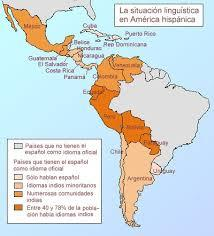 La situación linguística
en América hispánica
México
Cuba
Puerto Rico
Rep Dominicana
Belice
Honduras
Nicaragua
Guatemala
El Salvador
Costa Rica
Panamá
Venezuela
Colombia
Ecuador
Perú
Bolivia
Paraguay
Chile
Uruguay
Argentina
Países que no tienen el
español como idioma oficial
Países que tienen el
español como idioma oficial
Sólo hablan español
Idiomas indios minoritarios
Numerosas comunidades
indias
Entre 40 y 78% de la pobla-
ción habla idiomas indios